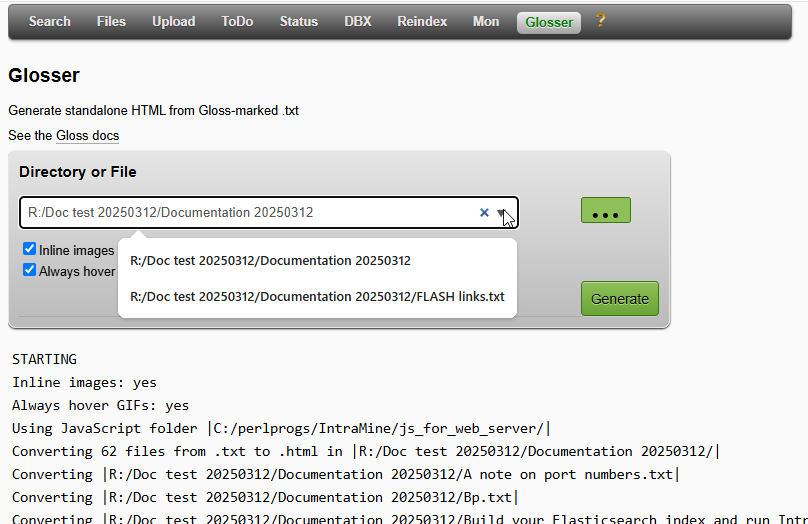 Search Files Upload ToDo Status DBX Reindex Mon Glosser ?
Glosser
Generate standalone HTML from Gloss-marked .txt
See the Gloss docs
Directory or File
R:/Doc test 20250312/Documentation 20250312 × ▼
...
Inline images
Always hover
R:/Doc test 20250312/Documentation 20250312
R:/Doc test 20250312/Documentation 20250312/FLASH links.txt
Generate
STARTING
Inline images: yes
Always hover GIFs: yes
Using JavaScript folder |C:/perlprogs/IntraMine/js_for_web_server/|
Converting 62 files from .txt to .html in |R:/Doc test 20250312/Documentation 20250312/|
Converting |R:/Doc test 20250312/Documentation 20250312/A note on port numbers.txt|
Converting |R:/Doc test 20250312/Documentation 20250312/Bp.txt|
Converting |R:/Doc test 20250312/Documentation 20250312/Build your Elasticsearch index and run Intr